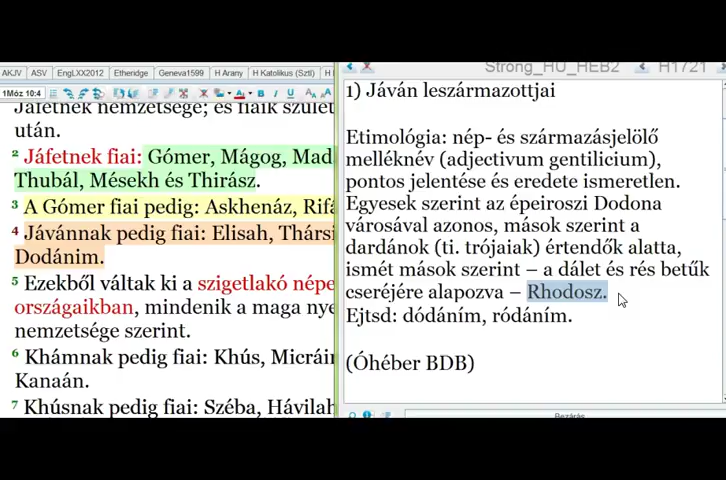 AKJV ASV EngLXX2012 Etheridge Geneva1599 H Arany H Katolikus (Sztl) H
1Móz 10:4
Jáfetnek nemzetsége; és fiaik szület
után.
2 Jáfetnek fiai: Gómer, Mágog, Mad
Thubál, Mésekh és Thirász.
3 A Gómer fiai pedig: Askhenáz, Rifá
4 Jávánnak pedig fiai: Elisah, Thársi
Dodánim.
5 Ezekből váltak ki a szigetlakó népe
országaikban, mindenik a maga nye
nemzetsége szerint.
6 Khámnak pedig fiai: Khús, Micráin
Kanaán.
7 Khúsnak pedig fiai: Széba, Hávilah
Strong_HU_HEB2 H1721
1) Jáván leszármazottjai
Etimológia: nép- és származásjelölő
melléknév (adjectivum gentilicium),
pontos jelentése és eredete ismeretlen.
Egyesek szerint az épeiroszi Dodona
városával azonos, mások szerint a
dardánok (ti. trójaiak) értendők alatta,
ismét mások szerint – a dálet és rés betűk
cseréjére alapozva – Rhodosz.
Ejtsd: dódáním, ródáním.
(Óhéber BDB)
Bezárás